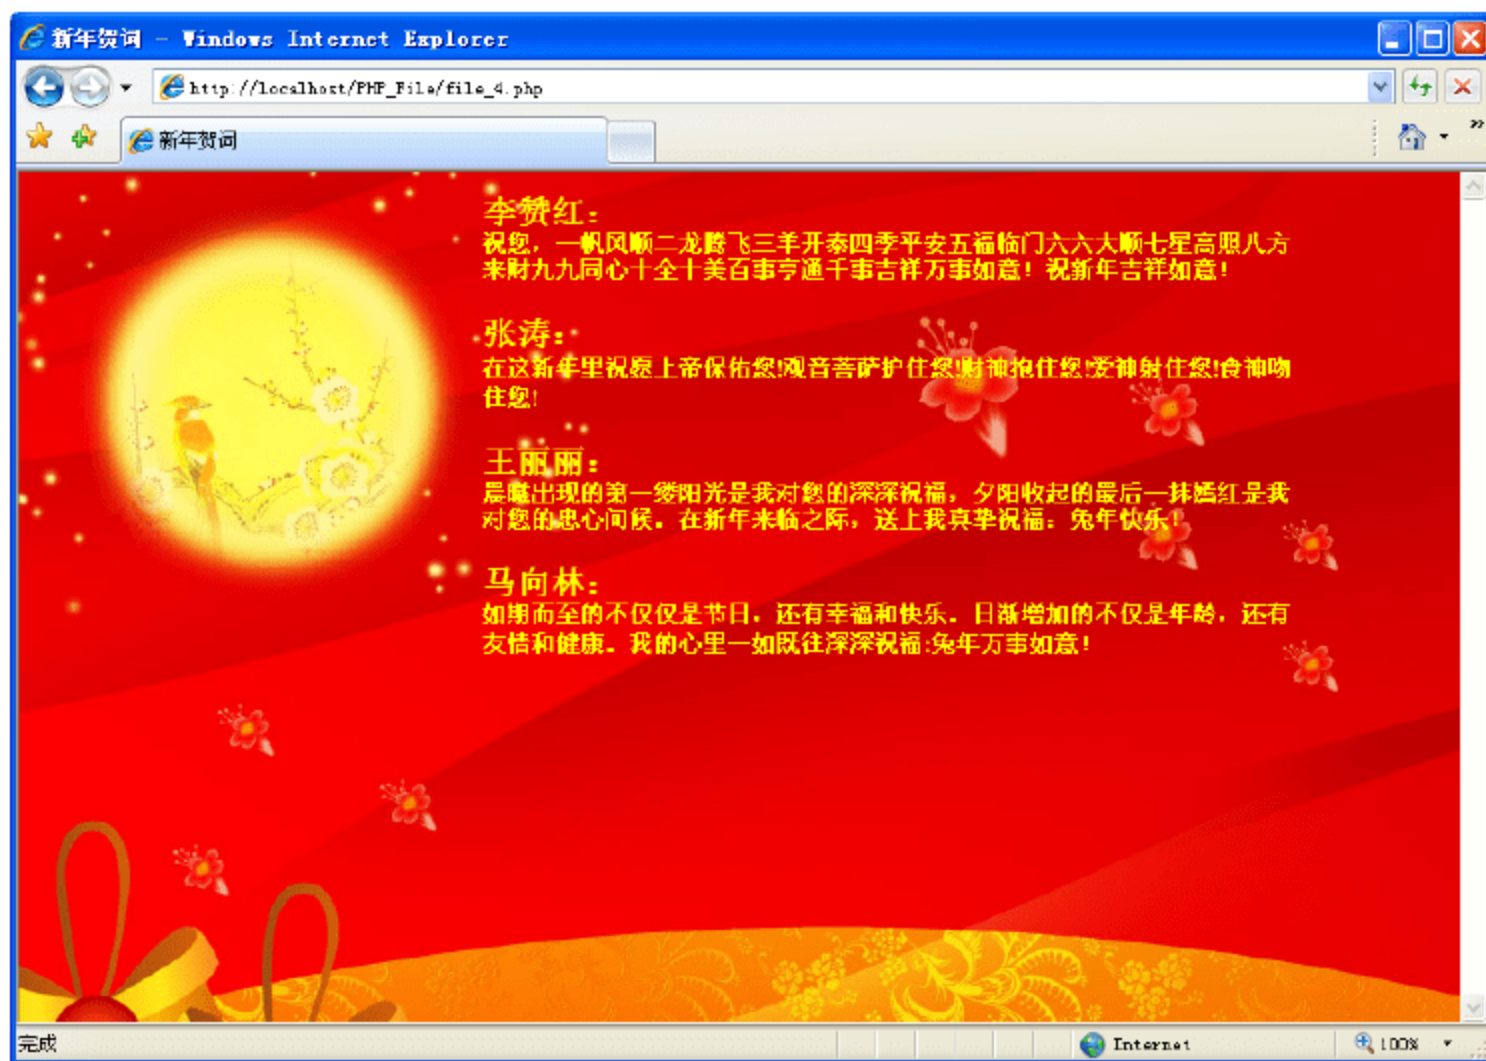 新年贺词 - Windows Internet Explorer
http://localhost/PHP_File/file_4.php
新年贺词
李赞红：
祝您，一帆风顺二龙腾飞三羊开泰四季平安五福临门六六大顺七星高照八方
来财九九同心十全十美百事亨通千事吉祥万事如意！祝新年吉祥如意！
张涛：
在这新年里祝愿上帝保佑您!观音菩萨护住您!财神抱住您!爱神射住您!食神吻
住您!
王丽丽：
晨曦出现的第一缕阳光是我对您的深深祝福，夕阳收起的最后一抹嫣红是我
对您的忠心问候。在新年来临之际，送上我真挚祝福：兔年快乐！
马向林：
如期而至的不仅仅是节日，还有幸福和快乐。日渐增加的不仅是年龄，还有
友情和健康。我的心里一如既往深深祝福:兔年万事如意！
完成
Internet
100%